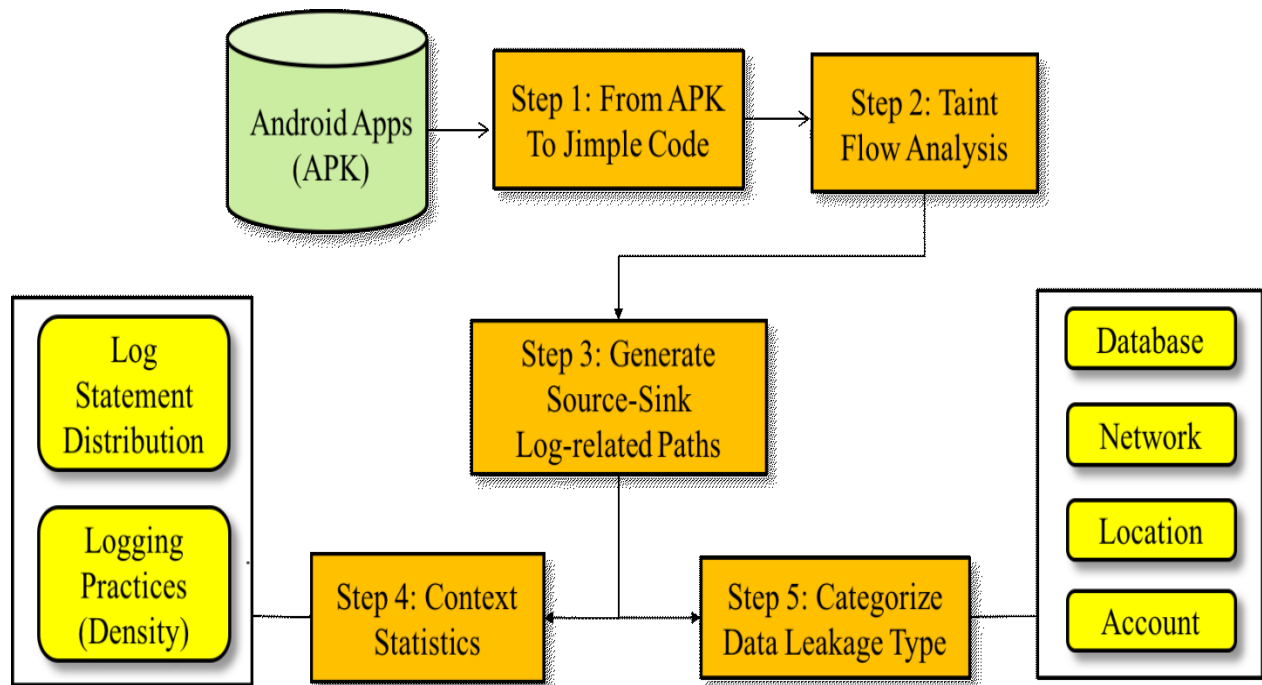 Android Apps
(APK)
Step 1: From APK
To Jimple Code
Step 2: Taint
Flow Analysis
Step 3: Generate
Source-Sink
Log-related Paths
Log
Statement
Distribution
Logging
Practices
(Density)
Step 4: Context
Statistics
Step 5: Categorize
Data Leakage Type
Database
Network
Location
Account